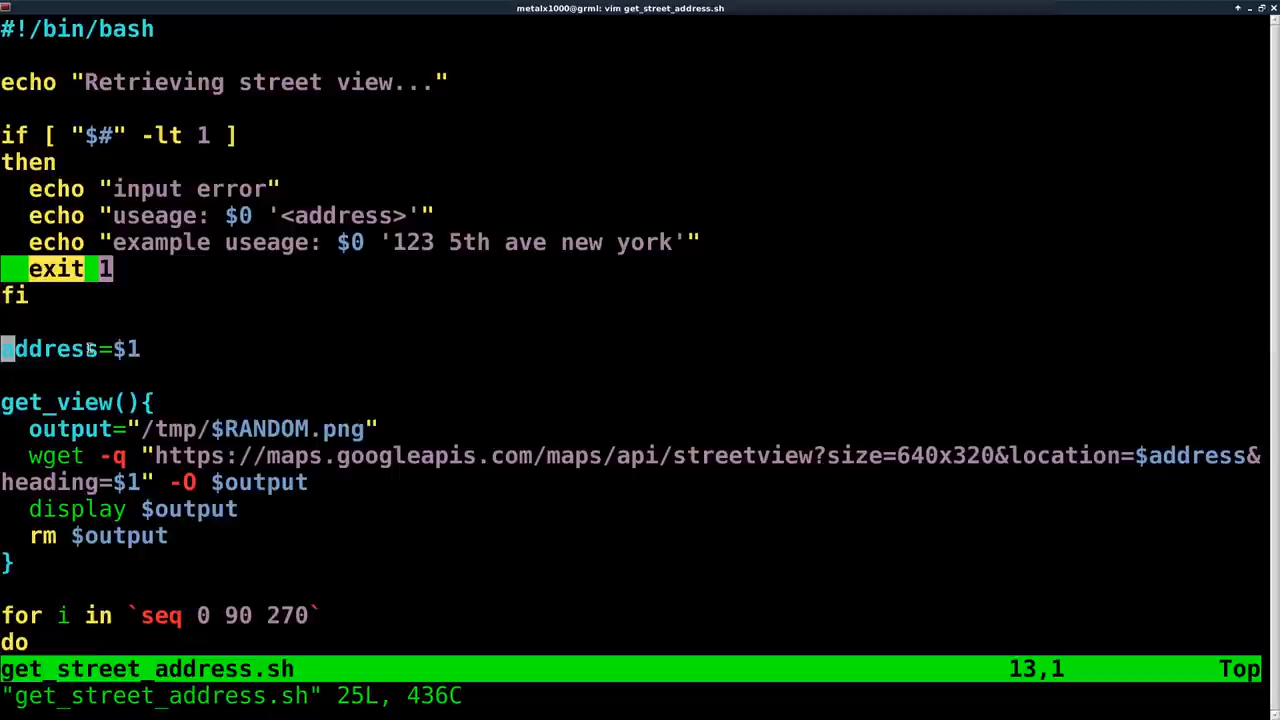 metalx1000@grml: vim get_street_address.sh
#!/bin/bash
echo "Retrieving street view..."
if [ "$#" -lt 1 ]
then
  echo "input error"
  echo "useage: $0 '<address>'"
  echo "example useage: $0 '123 5th ave new york'"
  exit 1
fi
address=$1
get_view(){
  output="/tmp/$RANDOM.png"
  wget -q "https://maps.googleapis.com/maps/api/streetview?size=640x320&location=$address&
heading=$1" -O $output
  display $output
  rm $output
}
for i in `seq 0 90 270`
do
get_street_address.sh 13,1 Top
"get_street_address.sh" 25L, 436C